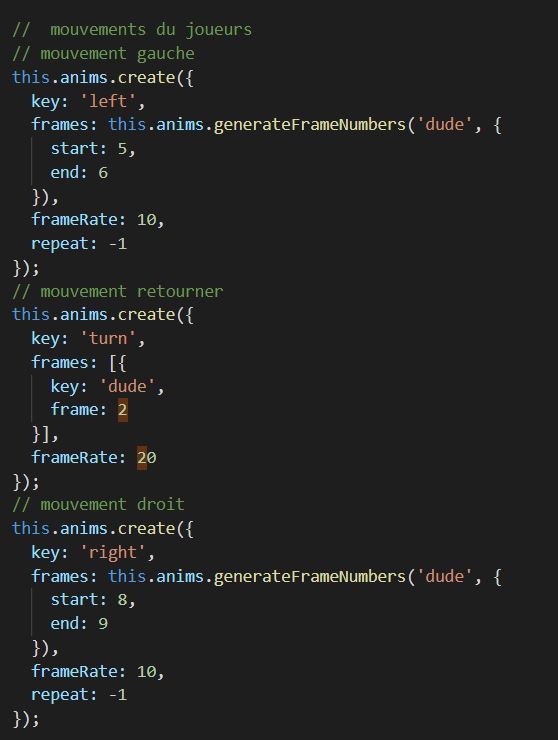 //  mouvements du joueurs
// mouvement gauche
this.anims.create({
  key: 'left',
  frames: this.anims.generateFrameNumbers('dude', {
    start: 5,
    end: 6
  }),
  frameRate: 10,
  repeat: -1
});
// mouvement retourner
this.anims.create({
  key: 'turn',
  frames: [{
    key: 'dude',
    frame: 2
  }],
  frameRate: 20
});
// mouvement droit
this.anims.create({
  key: 'right',
  frames: this.anims.generateFrameNumbers('dude', {
    start: 8,
    end: 9
  }),
  frameRate: 10,
  repeat: -1
});